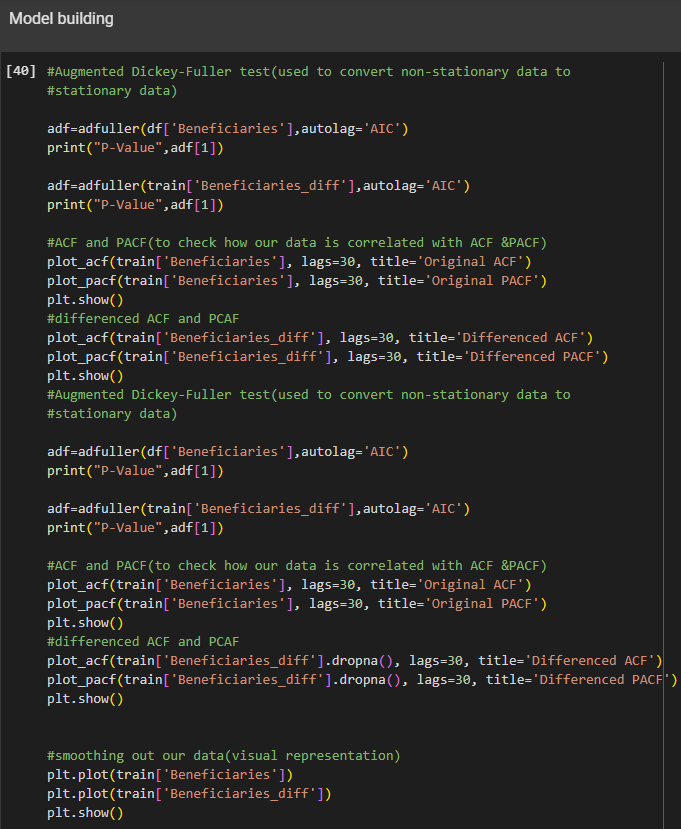 Model building
[40] #Augmented Dickey-Fuller test(used to convert non-stationary data to
#stationary data)
adf=adfuller(df['Beneficiaries'],autolag='AIC')
print("P-Value",adf[1])
adf=adfuller(train['Beneficiaries_diff'],autolag='AIC')
print("P-Value",adf[1])
#ACF and PACF(to check how our data is correlated with ACF &PACF)
plot_acf(train['Beneficiaries'], lags=30, title='Original ACF')
plot_pacf(train['Beneficiaries'], lags=30, title='Original PACF')
plt.show()
#differenced ACF and PCAF
plot_acf(train['Beneficiaries_diff'], lags=30, title='Differenced ACF')
plot_pacf(train['Beneficiaries_diff'], lags=30, title='Differenced PACF')
plt.show()
#Augmented Dickey-Fuller test(used to convert non-stationary data to
#stationary data)
adf=adfuller(df['Beneficiaries'],autolag='AIC')
print("P-Value",adf[1])
adf=adfuller(train['Beneficiaries_diff'],autolag='AIC')
print("P-Value",adf[1])
#ACF and PACF(to check how our data is correlated with ACF &PACF)
plot_acf(train['Beneficiaries'], lags=30, title='Original ACF')
plot_pacf(train['Beneficiaries'], lags=30, title='Original PACF')
plt.show()
#differenced ACF and PCAF
plot_acf(train['Beneficiaries_diff'].dropna(), lags=30, title='Differenced ACF')
plot_pacf(train['Beneficiaries_diff'].dropna(), lags=30, title='Differenced PACF')
plt.show()
#smoothing out our data(visual representation)
plt.plot(train['Beneficiaries'])
plt.plot(train['Beneficiaries_diff'])
plt.show()